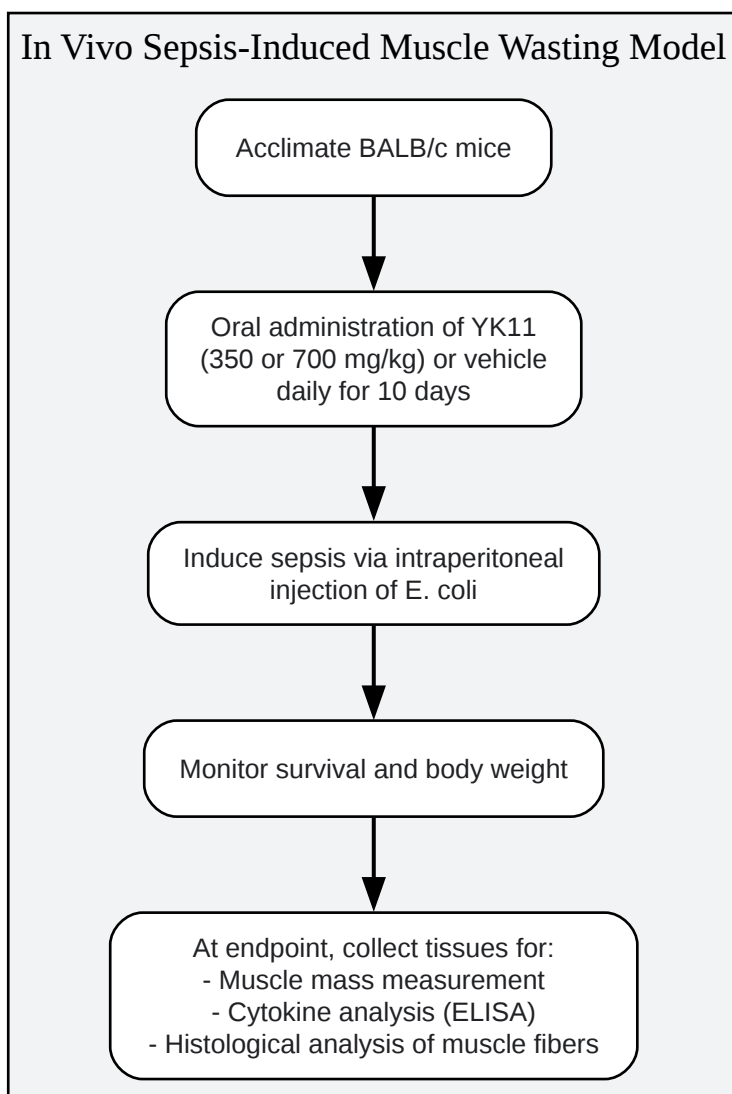 In Vivo Sepsis-Induced Muscle Wasting Model
Acclimate BALB/c mice
Oral administration of YK11
(350 or 700 mg/kg) or vehicle
daily for 10 days
Induce sepsis via intraperitoneal
injection of E. coli
Monitor survival and body weight
At endpoint, collect tissues for:
- Muscle mass measurement
- Cytokine analysis (ELISA)
- Histological analysis of muscle fibers